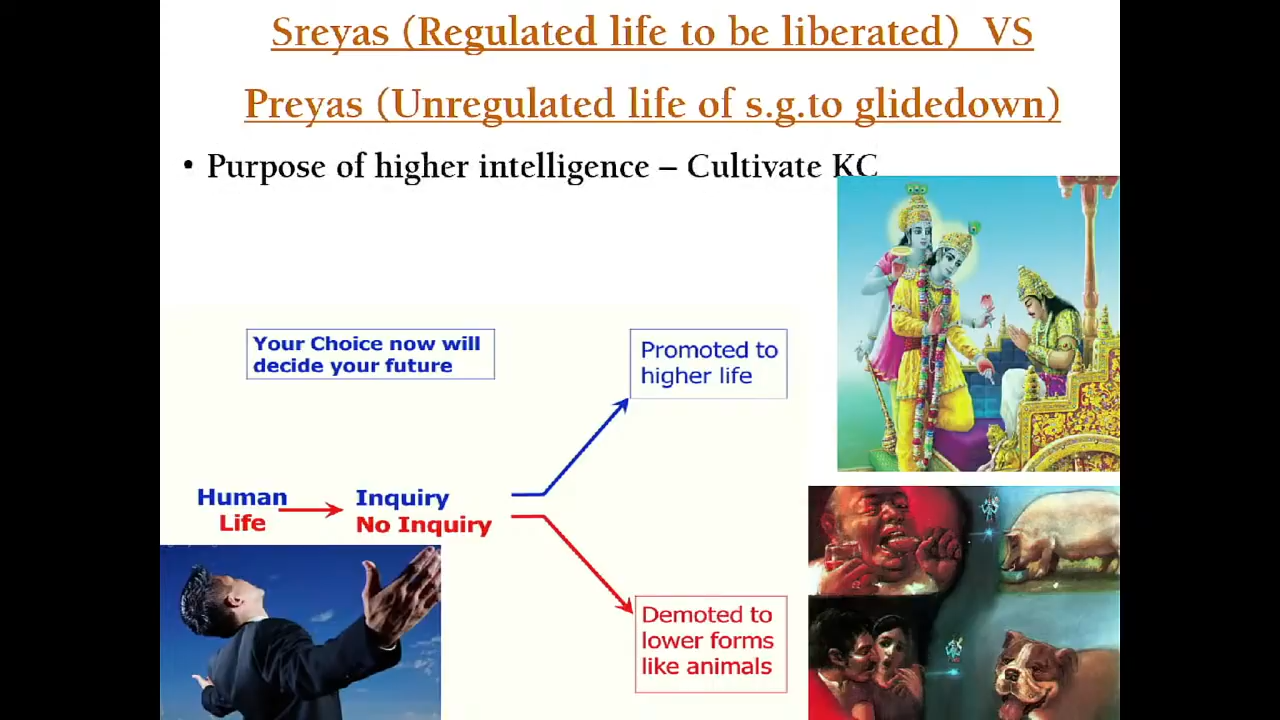 Sreyas (Regulated life to be liberated) VS
Preyas (Unregulated life of s.g.to glidedown)
• Purpose of higher intelligence – Cultivate KC
Your Choice now will
decide your future
Promoted to
higher life
Human
Life
Inquiry
No Inquiry
Demoted to
lower forms
like animals